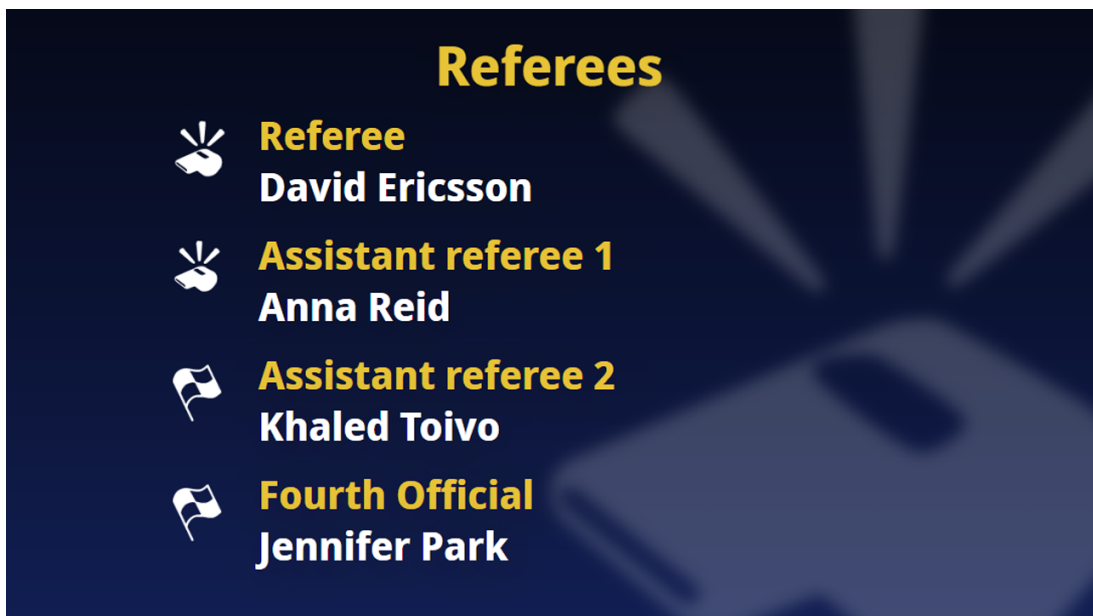 Referees
Referee
David Ericsson
Assistant referee 1
Anna Reid
Assistant referee 2
Khaled Toivo
Fourth Official
Jennifer Park